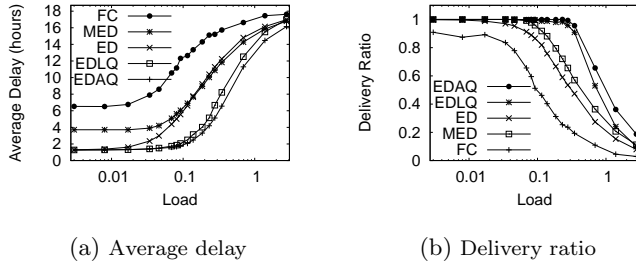 Average Delay (hours)
18
16
14
12
10
8
6
4
2
0
FC
MED
ED
EDLQ
EDAQ
0.01
0.1
1
Load
Delivery Ratio
1
0.8
0.6
0.4
0.2
0
EDAQ
EDLQ
ED
MED
FC
0.01
0.1
1
Load
(a) Average delay
(b) Delivery ratio